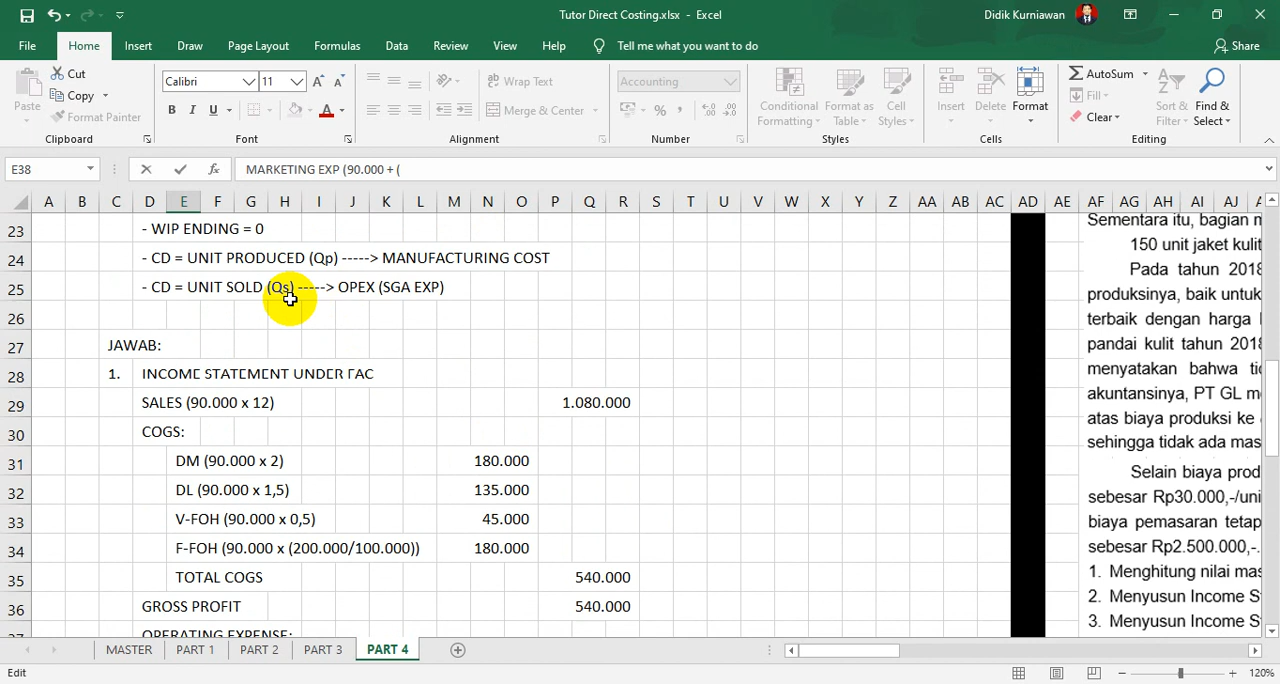 Tutor Direct Costing.xlsx - Excel
Didik Kurniawan
File Home Insert Draw Page Layout Formulas Data Review View Help Tell me what you want to do Share
Paste Cut Copy Format Painter Clipboard
Calibri 11 A A B I U A Font
ab Wrap Text Merge & Center Alignment
Accounting % , Number
Conditional Formatting Format as Table Cell Styles Styles
Insert Delete Format Cells
AutoSum Fill Clear Sort & Filter Find & Select Editing
E38 fx MARKETING EXP (90.000 + (
A B C D E F G H I J K L M N O P Q R S T U V W X Y Z AA AB AC AD AE AF AG AH AI AJ
23 - WIP ENDING = 0
24 - CD = UNIT PRODUCED (Qp) -----> MANUFACTURING COST
25 - CD = UNIT SOLD (Qs) -----> OPEX (SGA EXP)
26
27 JAWAB:
28 1. INCOME STATEMENT UNDER FAC
29 SALES (90.000 x 12) 1.080.000
30 COGS:
31 DM (90.000 x 2) 180.000
32 DL (90.000 x 1,5) 135.000
33 V-FOH (90.000 x 0,5) 45.000
34 F-FOH (90.000 x (200.000/100.000)) 180.000
35 TOTAL COGS 540.000
36 GROSS PROFIT 540.000
37 OPERATING EXPENSE:
Sementara itu, bagian
150 unit jaket kulit
Pada tahun 2018
produksinya, baik untuk
terbaik dengan harga
pandai kulit tahun 2018
menyatakan bahwa
akuntansinya, PT GL
atas biaya produksi ke
sehingga tidak ada
Selain biaya
sebesar Rp30.000,-/
biaya pemasaran
sebesar Rp2.500.000,-.
1. Menghitung nilai
2. Menyusun Income
3. Menyusun Income
MASTER PART 1 PART 2 PART 3 PART 4
Edit 120%